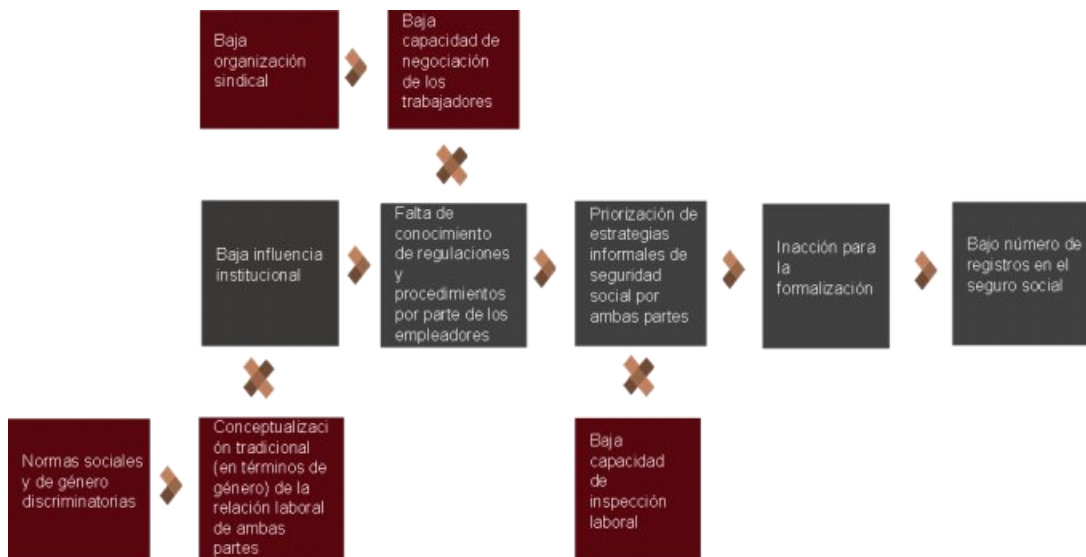 Baja
organización
sindical
Baja
capacidad de
negociación
de los
trabajadores
Baja influencia
institucional
Falta de
conocimiento
de regulaciones
y
procedimientos
por parte de los
empleadores
Priorización de
estrategias
informales de
seguridad
social por
ambas partes
Inacción para
la
formalización
Bajo número de
registros en el
seguro social
Normas sociales
y de género
discriminatorias
Conceptualizaci
ón tradicional
(en términos de
género) de la
relación laboral
de ambas
partes
Baja
capacidad
de
inspección
laboral